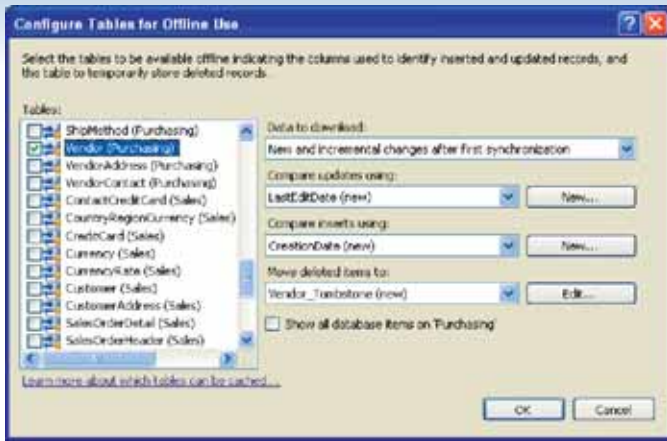 Configure Tables for Offline Use
Select the tables to be available offline indicating the columns used to identify inserted and updated records, and
the table to temporarily store deleted records.
Tables:
ShipMethod (Purchasing)
Vendor (Purchasing)
VendorAddress (Purchasing)
VendorContact (Purchasing)
ContactCreditCard (Sales)
CountryRegionCurrency (Sales)
CreditCard (Sales)
Currency (Sales)
CurrencyRate (Sales)
Customer (Sales)
CustomerAddress (Sales)
SalesOrderDetail (Sales)
SalesOrderHeader (Sales)
Learn more about which tables can be cached...
Data to download:
New and incremental changes after first synchronization
Compare updates using:
LastEditDate (new)
New...
Compare inserts using:
CreationDate (new)
New...
Move deleted items to:
Vendor_Tombstone (new)
Edit...
Show all database items on 'Purchasing'
OK
Cancel